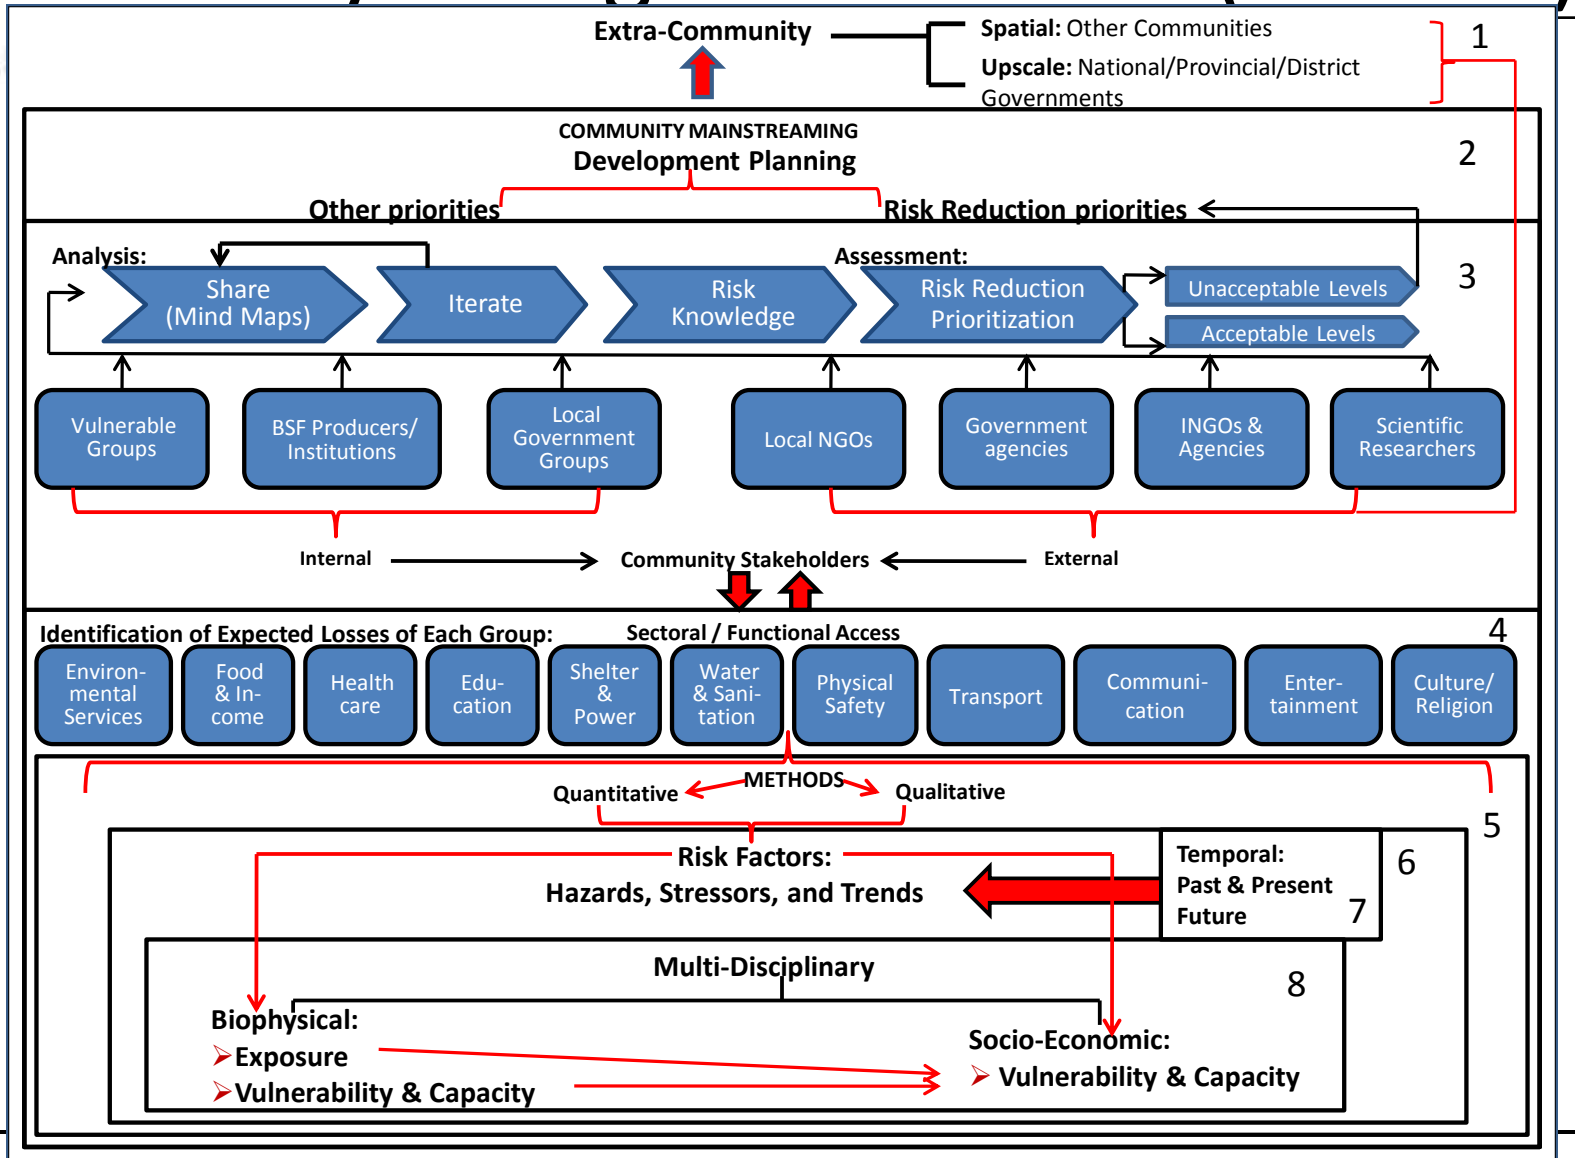 Extra-Community
Spatial: Other Communities
Upscale: National/Provincial/District
Governments
1
COMMUNITY MAINSTREAMING
Development Planning
2
Other priorities
Risk Reduction priorities
Analysis:
Assessment:
3
Share
(Mind Maps)
Iterate
Risk
Knowledge
Risk Reduction
Prioritization
Unacceptable Levels
Acceptable Levels
Vulnerable
Groups
BSF Producers/
Institutions
Local
Government
Groups
Local NGOs
Government
agencies
INGOs &
Agencies
Scientific
Researchers
Internal
Community Stakeholders
External
Identification of Expected Losses of Each Group:
Sectoral / Functional Access
4
Environ-
mental
Services
Food
& In-
come
Health
care
Edu-
cation
Shelter
&
Power
Water
& Sani-
tation
Physical
Safety
Transport
Communi-
cation
Enter-
tainment
Culture/
Religion
METHODS
Quantitative
Qualitative
5
Risk Factors:
Hazards, Stressors, and Trends
Temporal:
Past & Present
Future
6
7
Multi-Disciplinary
8
Biophysical:
➢Exposure
➢Vulnerability & Capacity
Socio-Economic:
➢ Vulnerability & Capacity